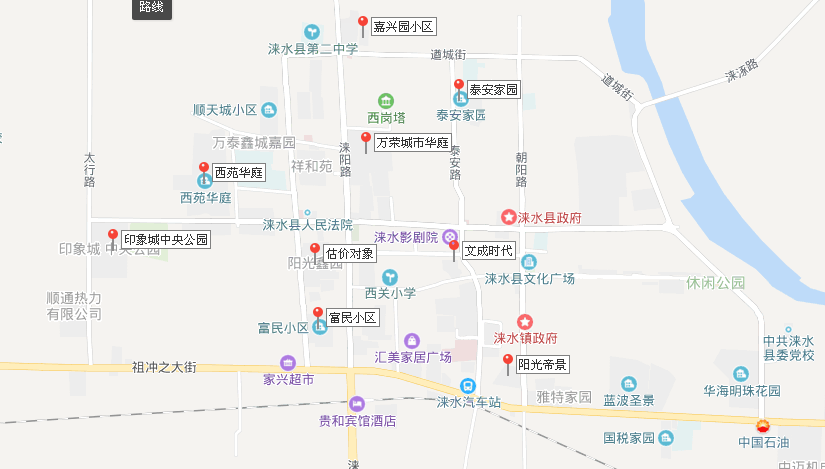 路线
嘉兴园小区
涞水县第二中学
遒城街
涞涿路
遒城街
泰安家园
泰安家园
顺天城小区
西岗塔
万泰鑫城嘉园
万荣城市华庭
涞阳路
泰安路
朝阳路
太行路
祥和苑
西苑华庭
西苑华庭
涞水县人民法院
涞水县政府
印象城中央公园
印象城 中央公园
涞水影剧院
文成时代
估价对象
阳光鑫园
涞水县文化广场
西关小学
休闲公园
顺通热力
有限公司
富民小区
富民小区
涞水镇政府
中共涞水
县委党校
汇美家居广场
阳光帝景
祖冲之大街
家兴超市
涞水汽车站
雅特家园
蓝波圣景
华海明珠花园
贵和宾馆酒店
国税家园
中国石油
涞